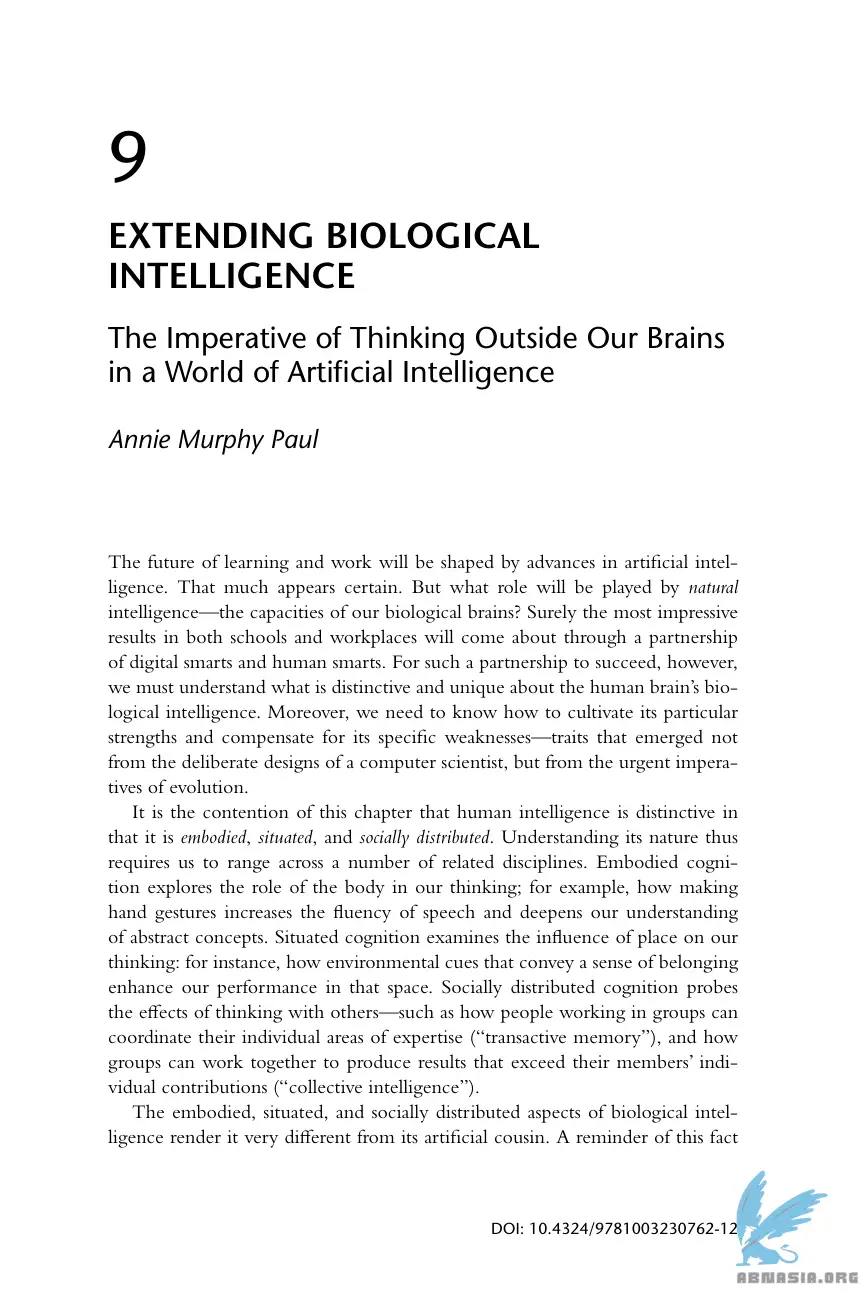 9
EXTENDING BIOLOGICAL
INTELLIGENCE
The Imperative of Thinking Outside Our Brains
in a World of Artificial Intelligence
Annie Murphy Paul
The future of learning and work will be shaped by advances in artificial intel-
ligence. That much appears certain. But what role will be played by natural
intelligence—the capacities of our biological brains? Surely the most impressive
results in both schools and workplaces will come about through a partnership
of digital smarts and human smarts. For such a partnership to succeed, however,
we must understand what is distinctive and unique about the human brain’s bio-
logical intelligence. Moreover, we need to know how to cultivate its particular
strengths and compensate for its specific weaknesses—traits that emerged not
from the deliberate designs of a computer scientist, but from the urgent impera-
tives of evolution.
It is the contention of this chapter that human intelligence is distinctive in
that it is embodied, situated, and socially distributed. Understanding its nature thus
requires us to range across a number of related disciplines. Embodied cogni-
tion explores the role of the body in our thinking; for example, how making
hand gestures increases the fluency of speech and deepens our understanding
of abstract concepts. Situated cognition examines the influence of place on our
thinking: for instance, how environmental cues that convey a sense of belonging
enhance our performance in that space. Socially distributed cognition probes
the effects of thinking with others—such as how people working in groups can
coordinate their individual areas of expertise (“transactive memory”), and how
groups can work together to produce results that exceed their members’ indi-
vidual contributions (“collective intelligence”).
The embodied, situated, and socially distributed aspects of biological intel-
ligence render it very different from its artificial cousin. A reminder of this fact
DOI: 10.4324/9781003230762-12
ABNASIA.ORG